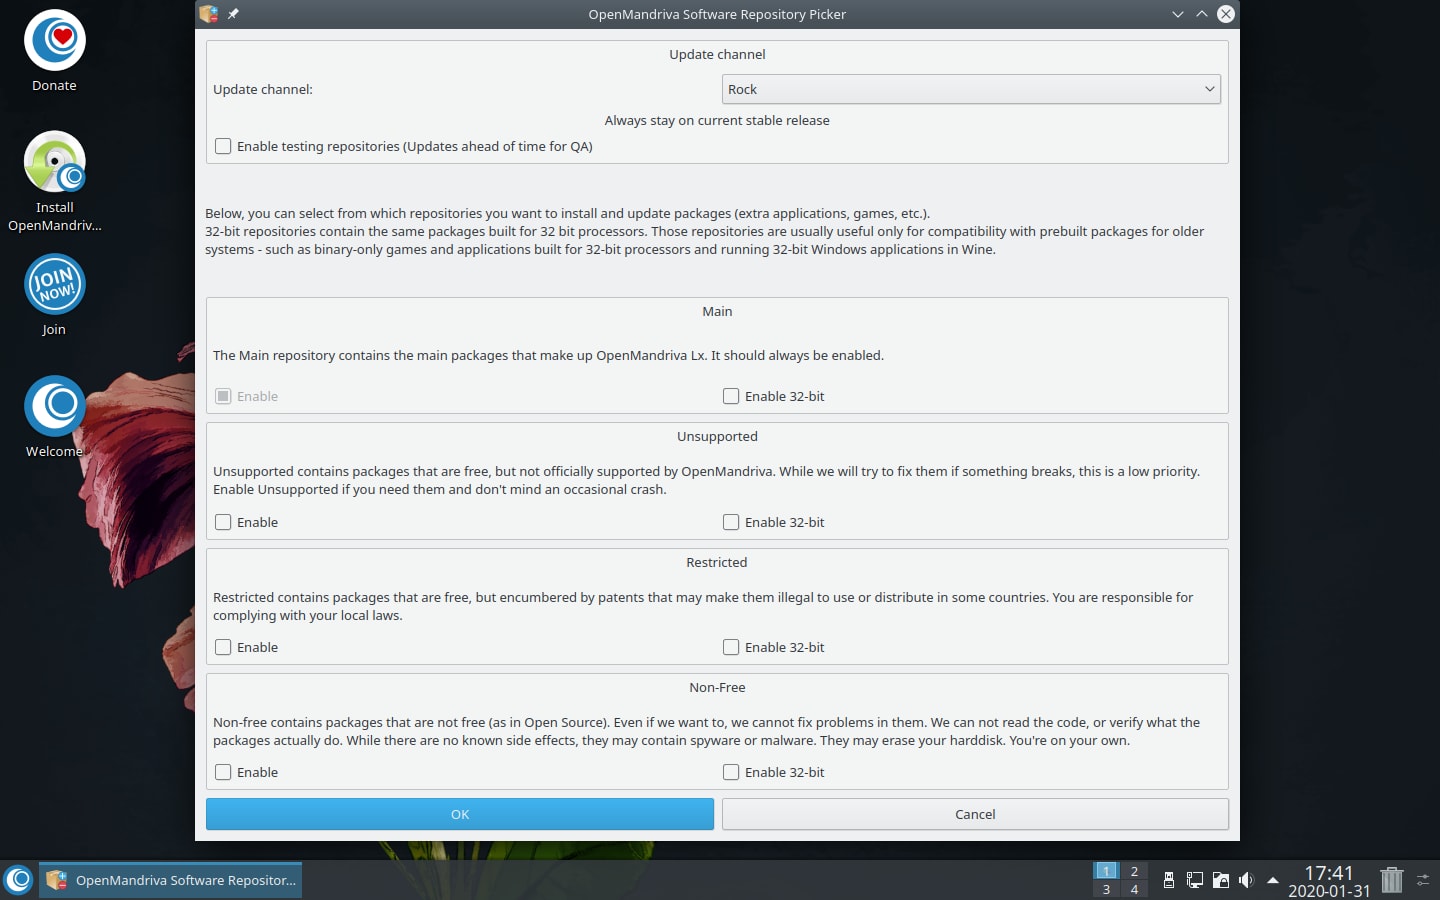 OpenMandriva Software Repository Picker
Donate
Install
OpenMandriv...
JOIN
NOW!
Join
Welcome
Update channel
Update channel:
Rock
Always stay on current stable release
Enable testing repositories (Updates ahead of time for QA)
Below, you can select from which repositories you want to install and update packages (extra applications, games, etc.).
32-bit repositories contain the same packages built for 32 bit processors. Those repositories are usually useful only for compatibility with prebuilt packages for older
systems - such as binary-only games and applications built for 32-bit processors and running 32-bit Windows applications in Wine.
Main
The Main repository contains the main packages that make up OpenMandriva Lx. It should always be enabled.
Enable
Enable 32-bit
Unsupported
Unsupported contains packages that are free, but not officially supported by OpenMandriva. While we will try to fix them if something breaks, this is a low priority.
Enable Unsupported if you need them and don't mind an occasional crash.
Enable
Enable 32-bit
Restricted
Restricted contains packages that are free, but encumbered by patents that may make them illegal to use or distribute in some countries. You are responsible for
complying with your local laws.
Enable
Enable 32-bit
Non-Free
Non-free contains packages that are not free (as in Open Source). Even if we want to, we cannot fix problems in them. We can not read the code, or verify what the
packages actually do. While there are no known side effects, they may contain spyware or malware. They may erase your harddisk. You're on your own.
Enable
Enable 32-bit
OK
Cancel
OpenMandriva Software Repositor...
1
2
3
4
17:41
2020-01-31